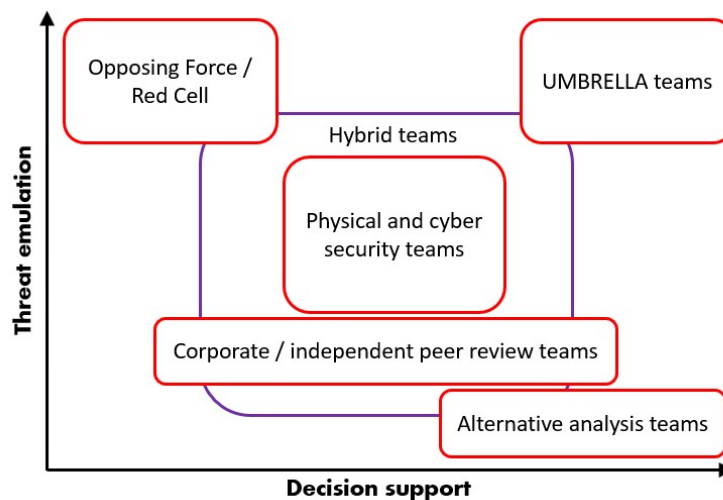 Opposing Force /
Red Cell
UMBRELLA teams
Hybrid teams
Physical and cyber
security teams
Corporate / independent peer review teams
Alternative analysis teams
Threat emulation
Decision support